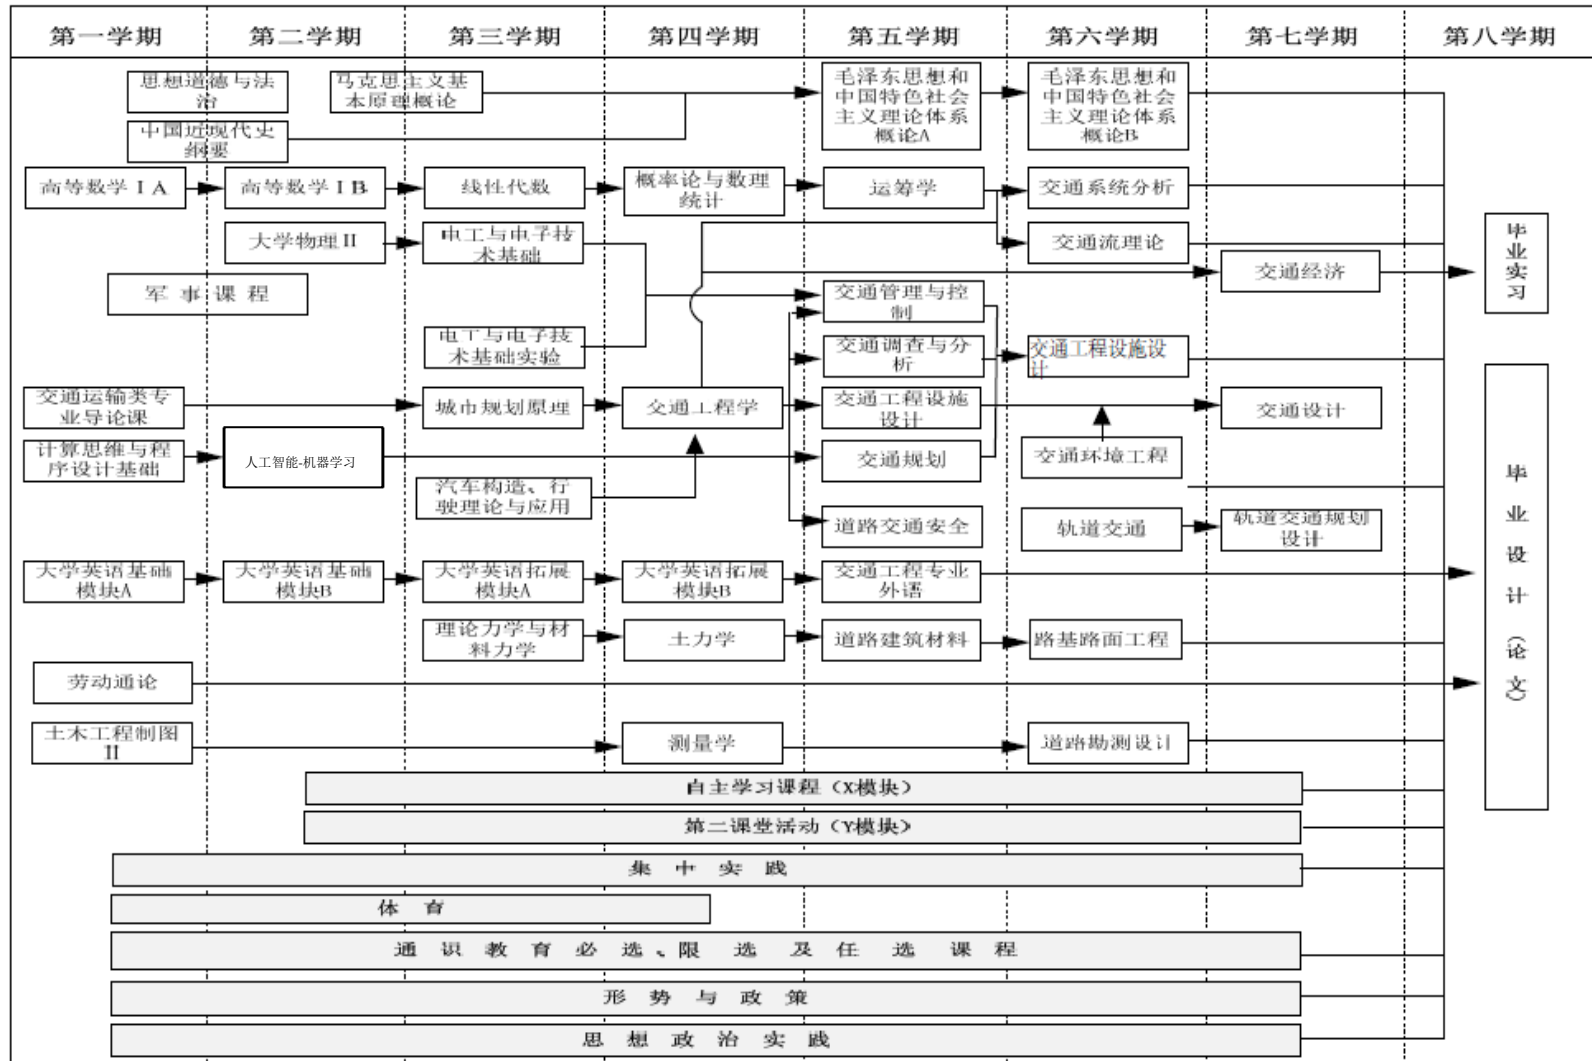 第一学期
第二学期
第三学期
第四学期
第五学期
第六学期
第七学期
第八学期
思想道德与法
治
马克思主义基
本原理概论
毛泽东思想和
中国特色社会
主义理论体系
概论A
毛泽东思想和
中国特色社会
主义理论体系
概论B
中国近现代史
纲要
高等数学ⅠA
高等数学ⅠB
线性代数
概率论与数理
统计
运筹学
交通系统分析
大学物理Ⅱ
电工与电子技
术基础
交通流理论
交通经济
毕业实习
军事课程
交通管理与控
制
电工与电子技
术基础实验
交通调查与分
析
交通工程设施设
计
交通运输类专
业导论课
城市规划原理
交通工程学
交通工程设施
设计
交通设计
计算思维与程
序设计基础
人工智能-机器学习
交通规划
交通环境工程
汽车构造、行
驶理论与应用
道路交通安全
轨道交通
轨道交通规划
设计
毕业设计（论文）
大学英语基础
模块A
大学英语基础
模块B
大学英语拓展
模块A
大学英语拓展
模块B
交通工程专业
外语
理论力学与材
料力学
土力学
道路建筑材料
路基路面工程
劳动通论
土木工程制图
Ⅱ
测量学
道路勘测设计
自主学习课程（X模块）
第二课堂活动（Y模块）
集中实践
体育
通识教育必选、限选及任选课程
形势与政策
思想政治实践